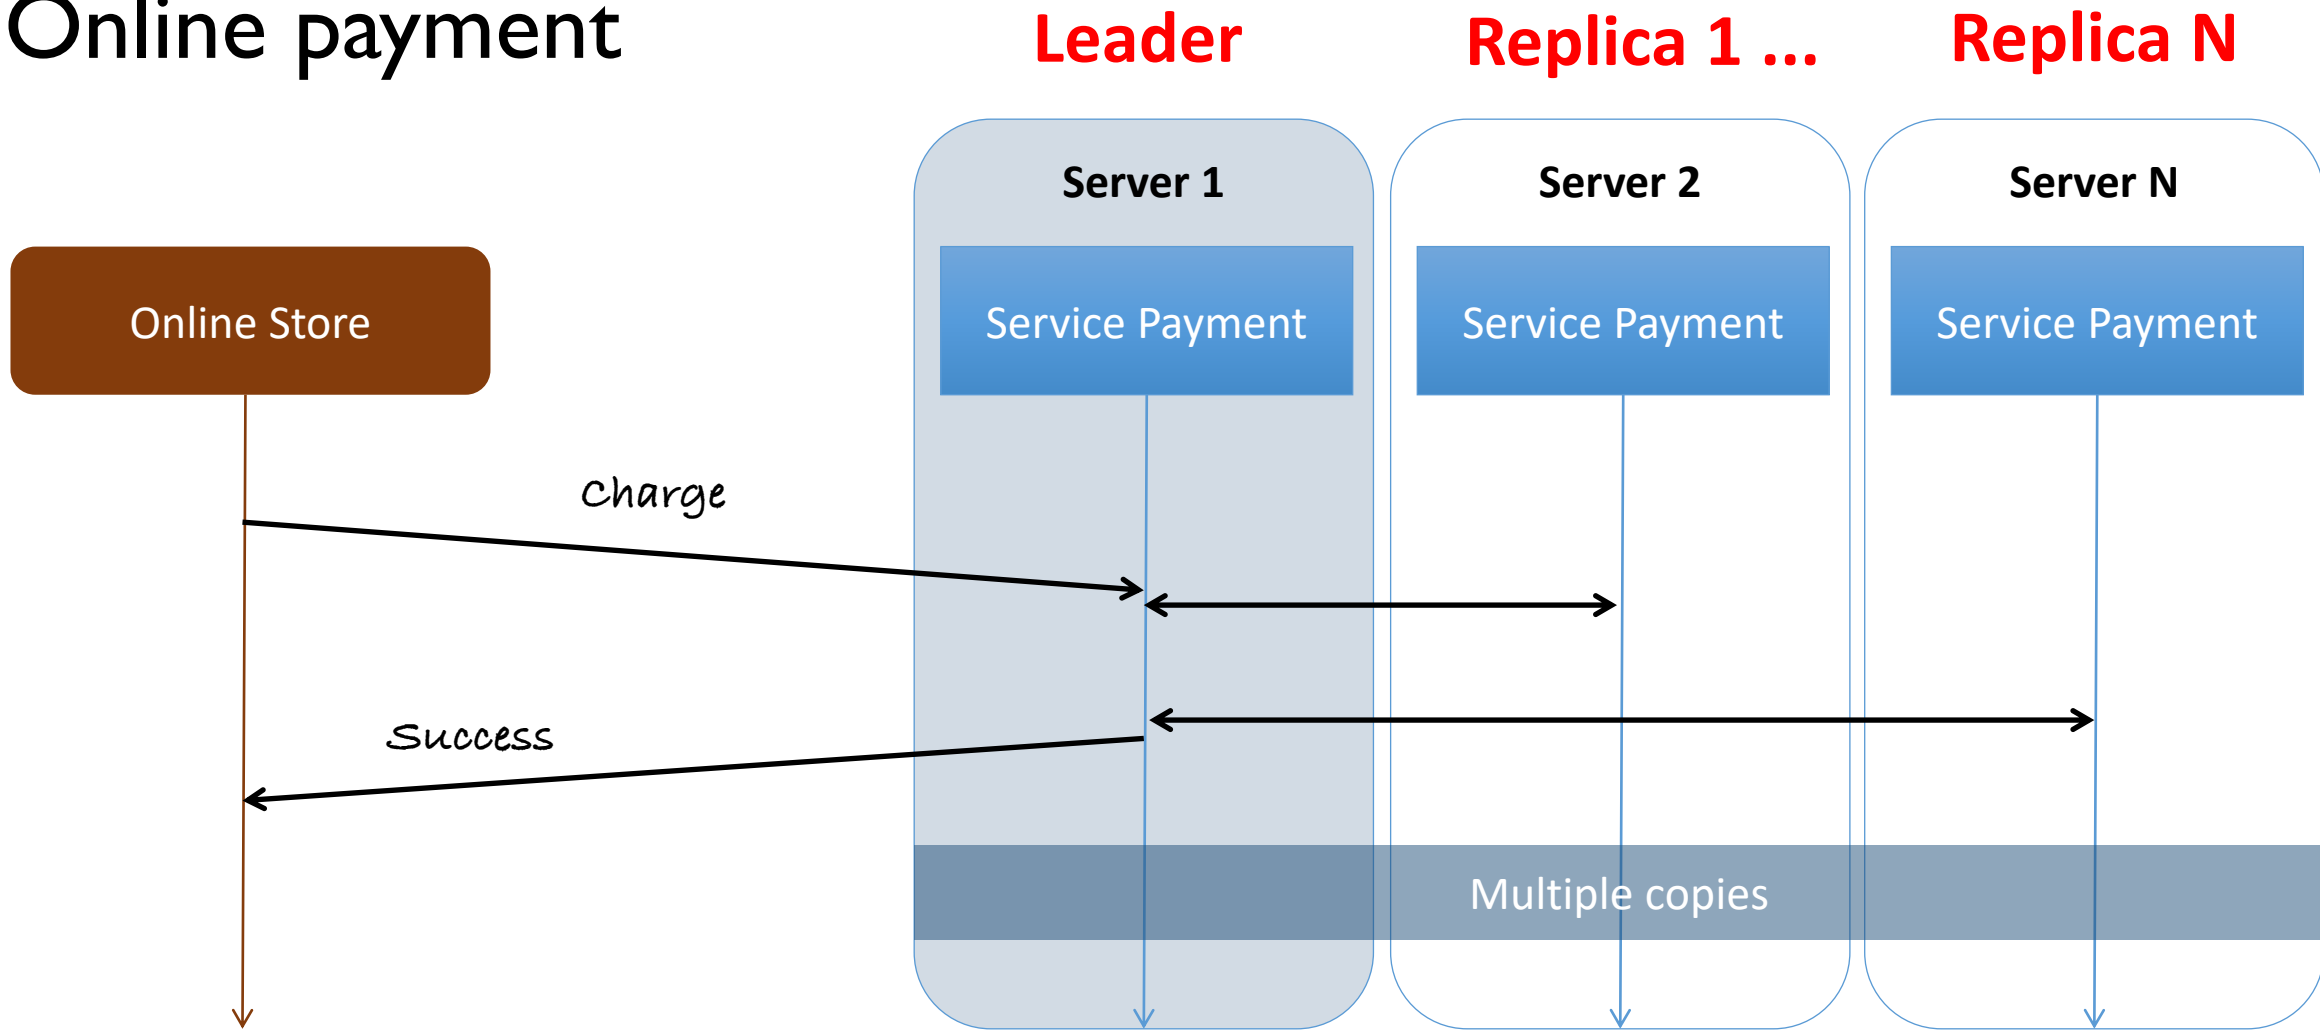 Online payment
Leader
Replica 1 ...
Replica N
Server 1
Server 2
Server N
Online Store
Service Payment
Service Payment
Service Payment
Charge
Success
Multiple copies